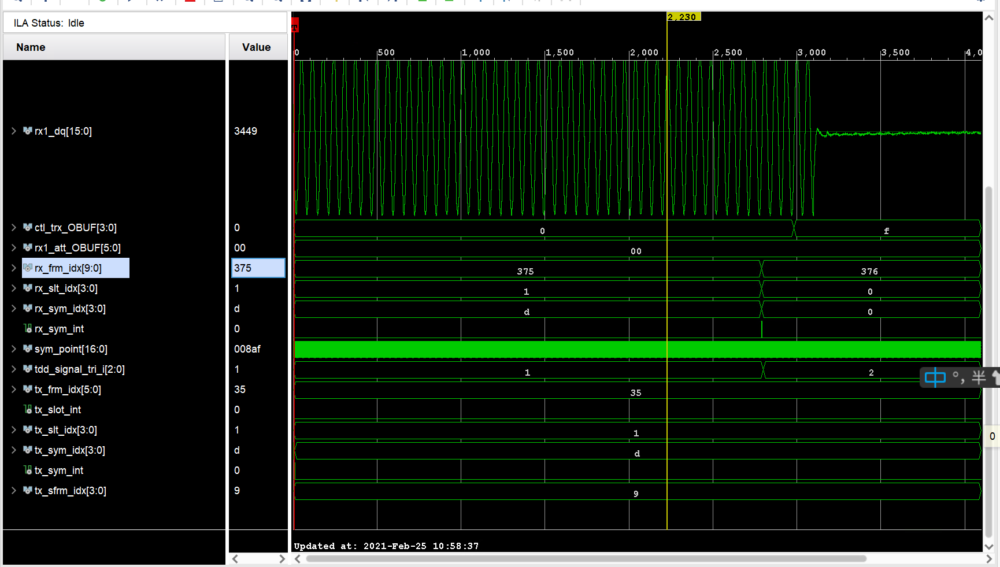 ILA Status: Idle
Name
Value
2,230
T
0 500 1,000 1,500 2,000 2,500 3,000 3,500 4,0
rx1_dq[15:0] 3449
ctl_trx_OBUF[3:0] 0 0 f
rx1_att_OBUF[5:0] 00 00
rx_frm_idx[9:0] 375 375 376
rx_slt_idx[3:0] 1 1 0
rx_sym_idx[3:0] d d 0
rx_sym_int 0
sym_point[16:0] 008af
tdd_signal_tri_i[2:0] 1 1 2
中 °, 半
tx_frm_idx[5:0] 35 35
tx_slot_int 0
tx_slt_idx[3:0] 1 1
0
tx_sym_idx[3:0] d d
tx_sym_int 0
tx_sfrm_idx[3:0] 9 9
Updated at: 2021-Feb-25 10:58:37